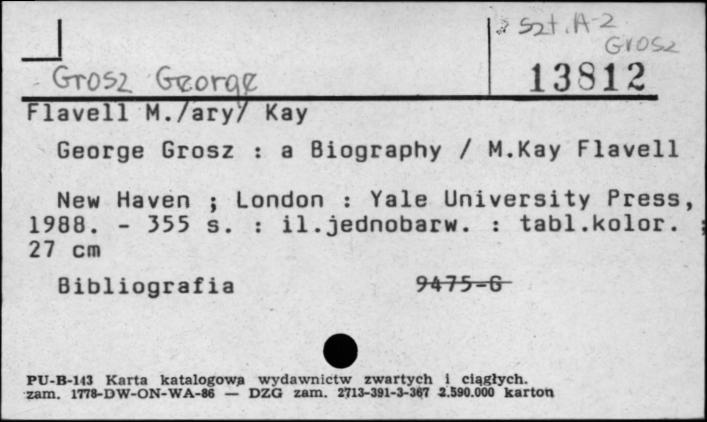 szt. A-2
Grosz
Grosz George
13812
Flavell M./ary/ Kay
George Grosz : a Biography / M.Kay Flavell
New Haven ; London : Yale University Press,
1988. - 355 s. : il.jednobarw. : tabl.kolor. ;
27 cm
Bibliografia 9475-G
PU-B-143 Karta katalogowa wydawnictw zwartych i ciągłych.
zam. 1778-DW-ON-WA-86 — DZG zam. 2713-391-3-367 2.590.000 karton